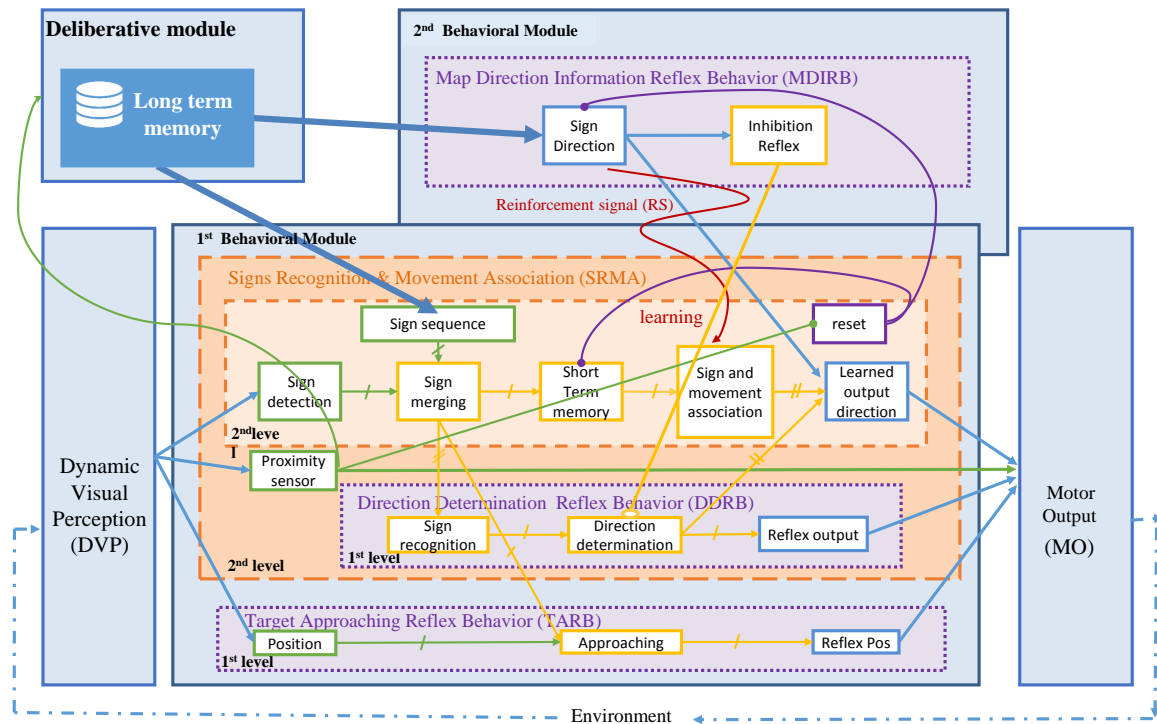 Deliberative module
Long term
memory
2nd Behavioral Module
Map Direction Information Reflex Behavior (MDIRB)
Sign
Direction
Inhibition
Reflex
Reinforcement signal (RS)
1st Behavioral Module
Signs Recognition & Movement Association (SRMA)
Sign sequence
learning
reset
Sign
detection
Sign
merging
Short
Term
memory
Sign and
movement
association
Learned
output
direction
2ndleve
l
Proximity
sensor
Direction Determination Reflex Behavior (DDRB)
Sign
recognition
Direction
determination
Reflex output
1st level
2nd level
Target Approaching Reflex Behavior (TARB)
Position
Approaching
Reflex Pos
1st level
Dynamic
Visual
Perception
(DVP)
Motor
Output
(MO)
Environment